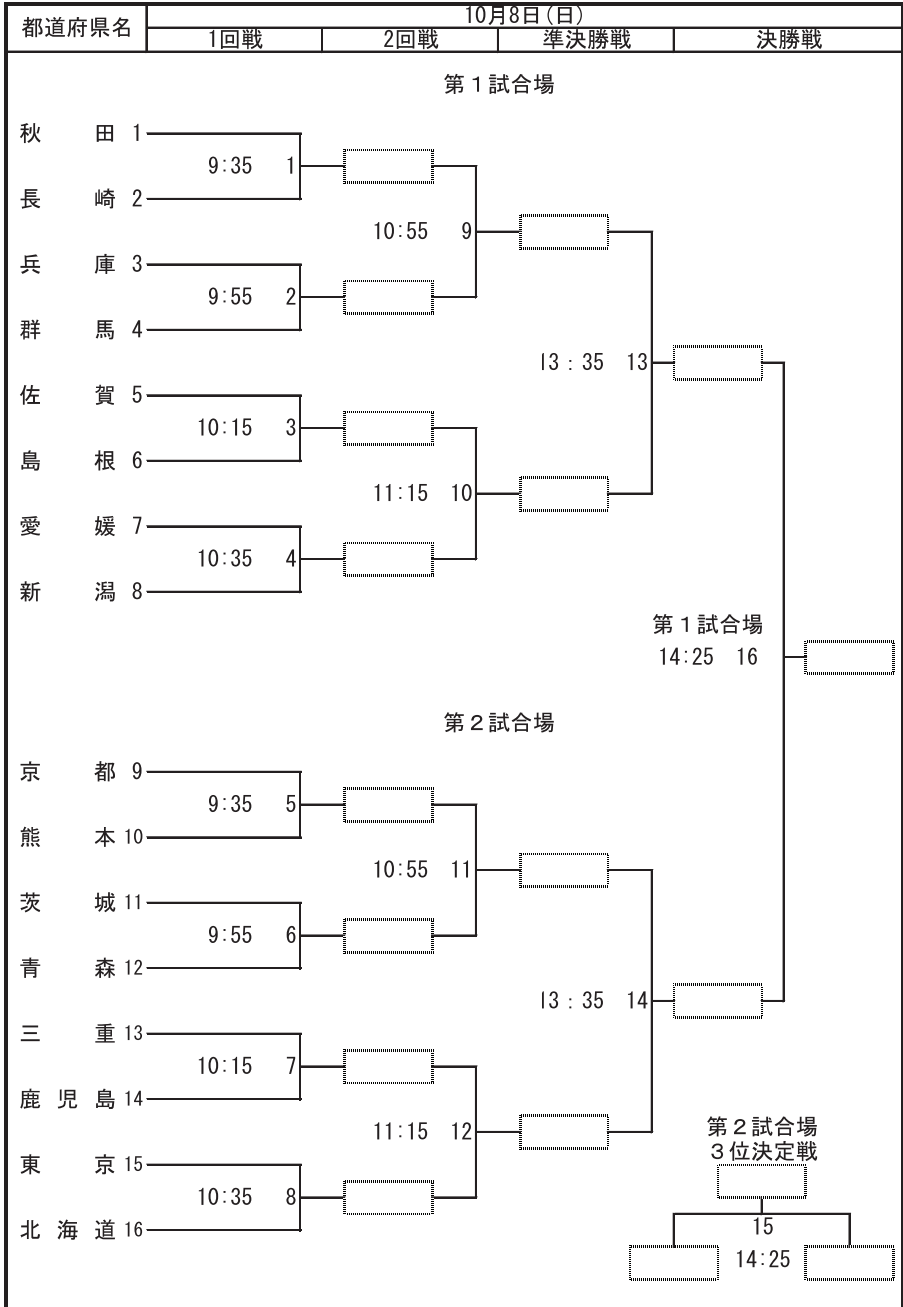 都道府県名
10月8日(日)
1回戦 2回戦 準決勝戦 決勝戦
第1試合場
秋田 1
9:35 1
長崎 2
10:55 9
兵庫 3
9:55 2
群馬 4
13:35 13
佐賀 5
10:15 3
島根 6
11:15 10
愛媛 7
10:35 4
新潟 8
第1試合場
14:25 16
第2試合場
京都 9
9:35 5
熊本 10
10:55 11
茨城 11
9:55 6
青森 12
13:35 14
三重 13
10:15 7
鹿児島 14
11:15 12
第2試合場
3位決定戦
東京 15
10:35 8
北海道 16
15
14:25